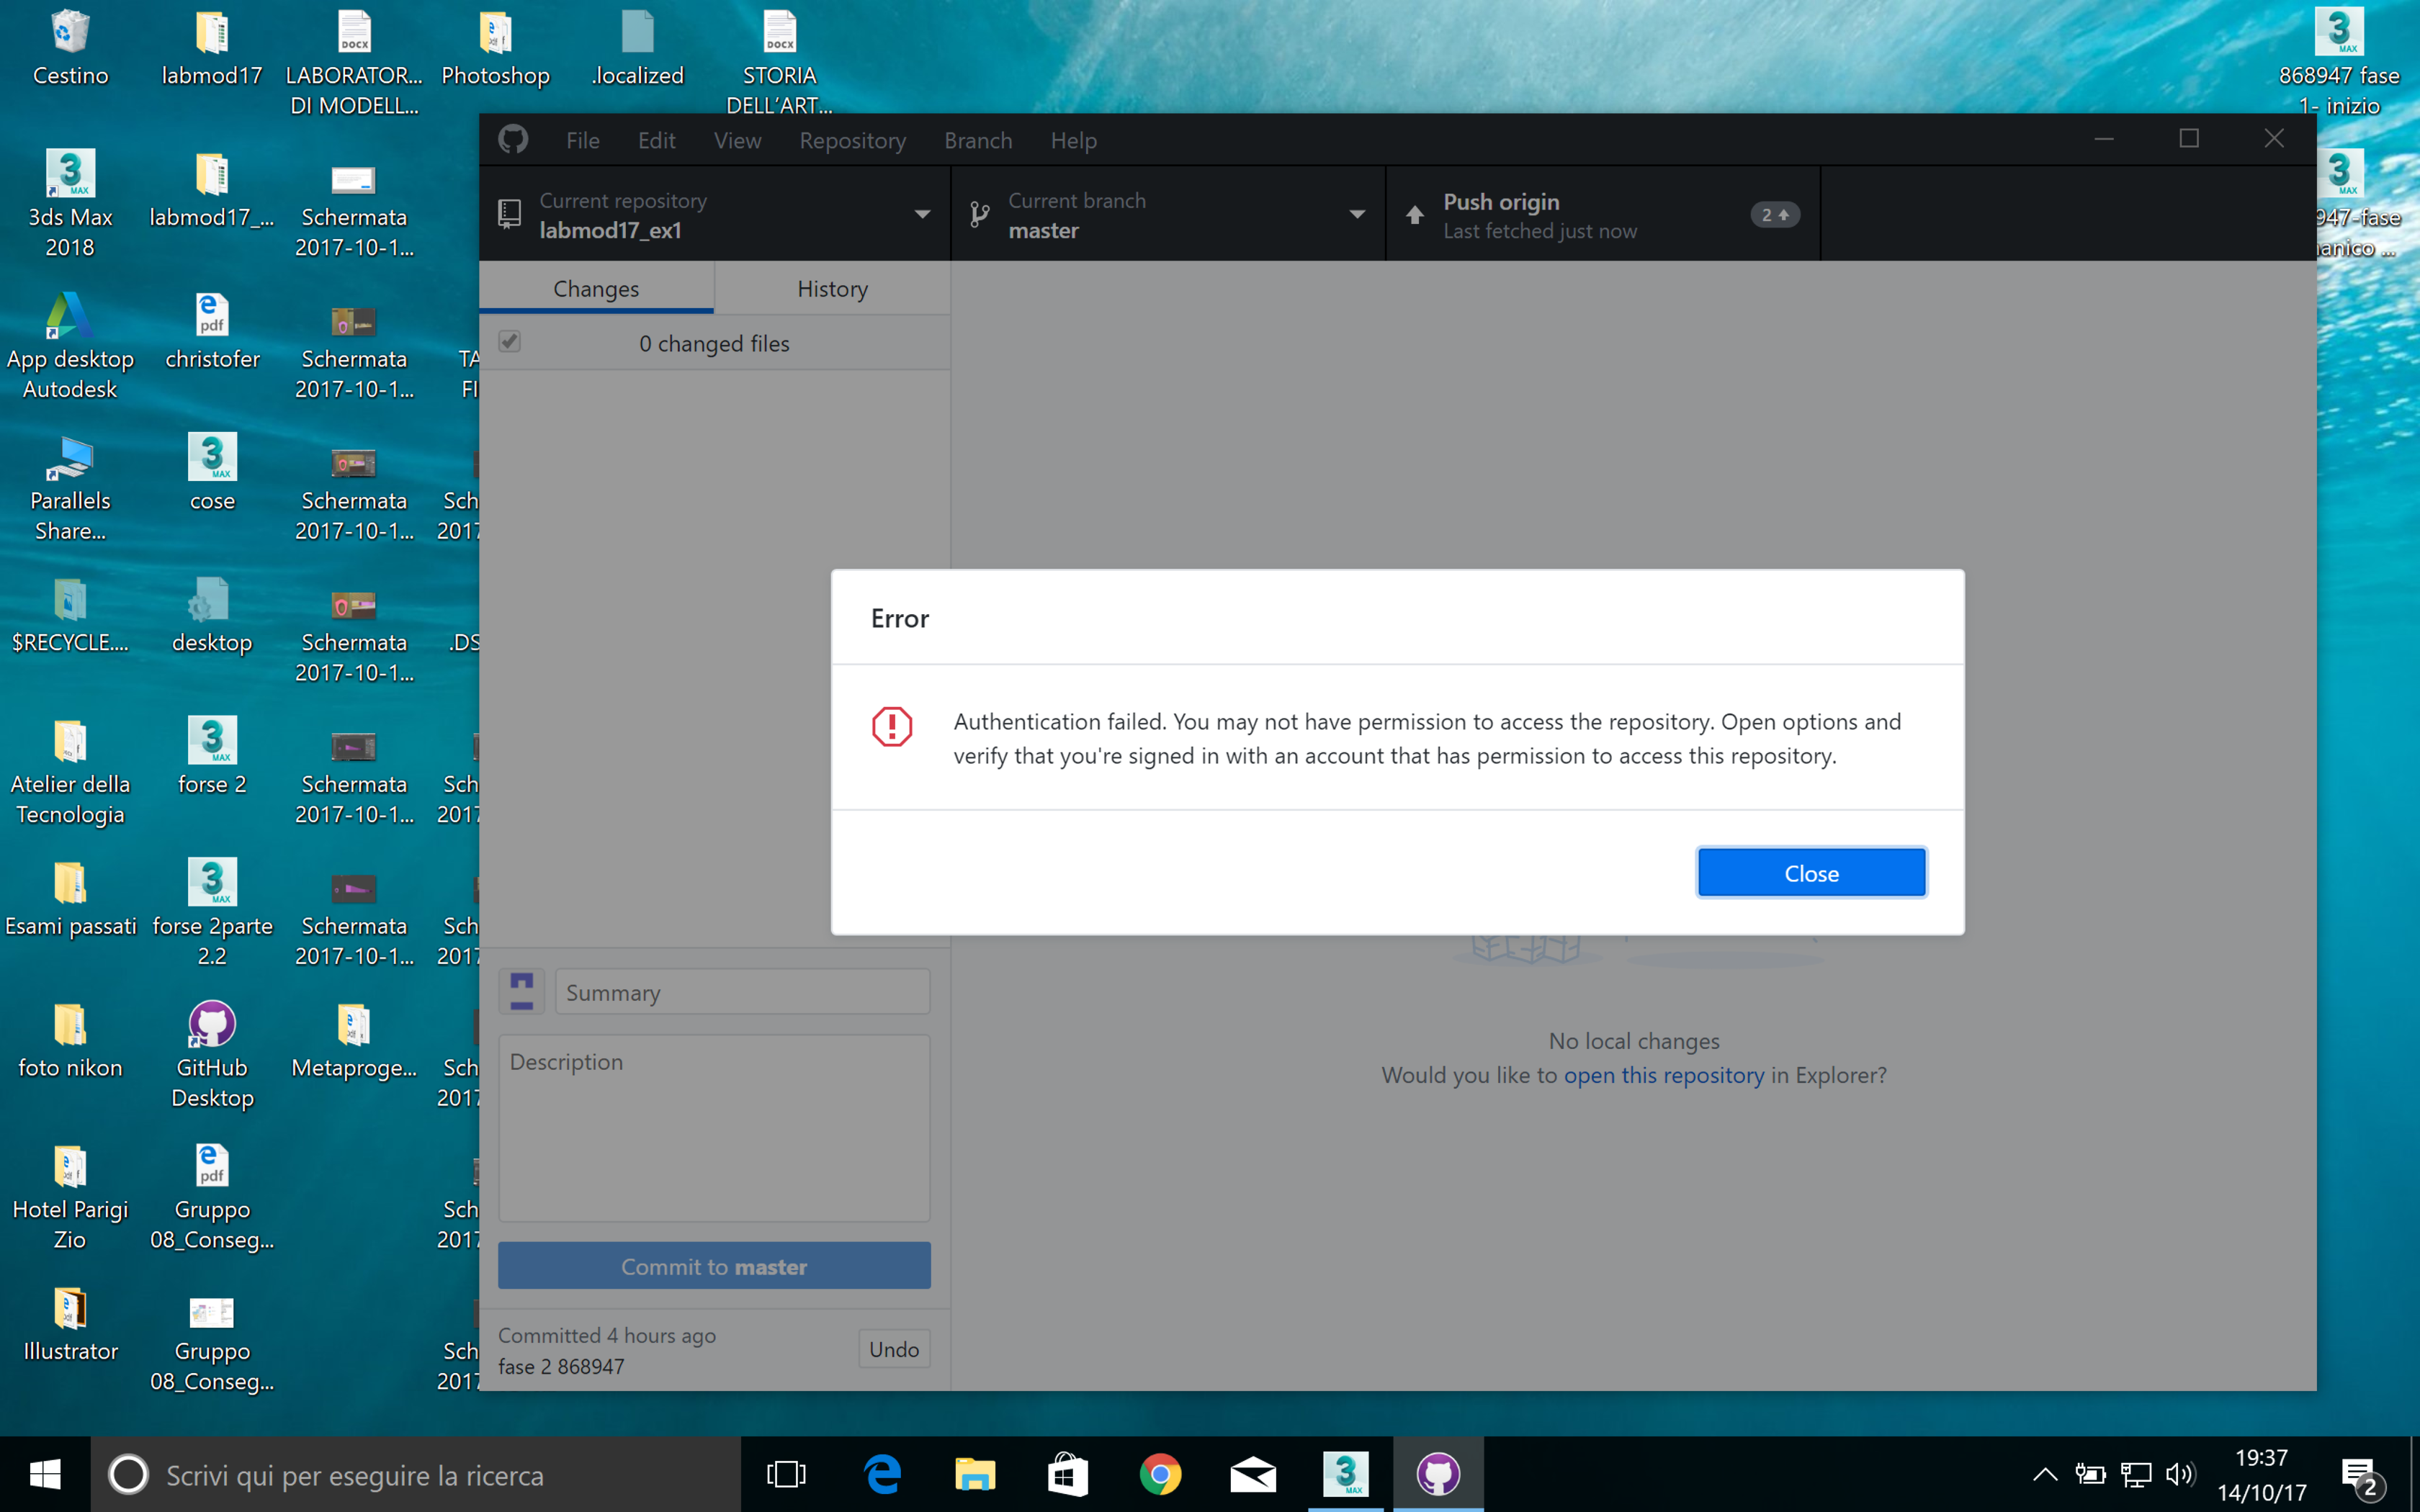 Cestino
labmod17
LABORATOR...
DI MODELL...
Photoshop
.localized
STORIA
DELL'ART...
868947 fase
1- inizio
3ds Max
2018
labmod17_...
Schermata
2017-10-1...
947-fase
anico ...
App desktop
Autodesk
christofer
Schermata
2017-10-1...
TA
FI
Parallels
Share...
cose
Schermata
2017-10-1...
Sch
2017
$RECYCLE....
desktop
Schermata
2017-10-1...
.DS
Atelier della
Tecnologia
forse 2
Schermata
2017-10-1...
Sch
2017
Esami passati
forse 2parte
2.2
Schermata
2017-10-1...
Sch
2017
foto nikon
GitHub
Desktop
Metaproge...
Sch
2017
Hotel Parigi
Zio
Gruppo
08_Conseg...
Sch
2017
Illustrator
Gruppo
08_Conseg...
Sch
2017
File Edit View Repository Branch Help
Current repository
labmod17_ex1
Current branch
master
Push origin
Last fetched just now
2
Changes
History
0 changed files
Error
Authentication failed. You may not have permission to access the repository. Open options and
verify that you're signed in with an account that has permission to access this repository.
Close
No local changes
Would you like to open this repository in Explorer?
Summary
Description
Commit to master
Committed 4 hours ago
fase 2 868947
Undo
Scrivi qui per eseguire la ricerca
19:37
14/10/17
2